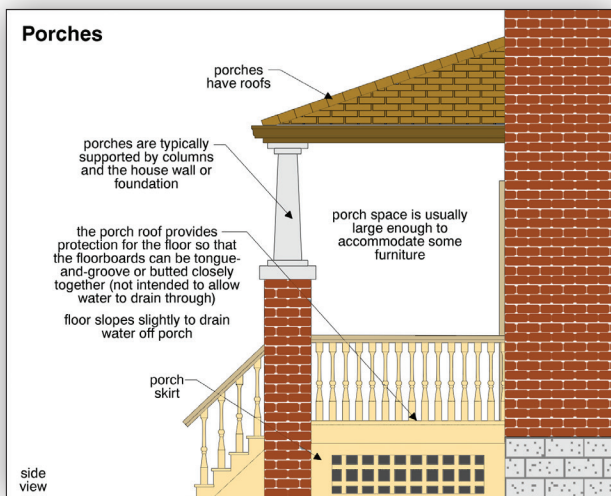 Porches
porches
have roofs
porches are typically
supported by columns
and the house wall or
foundation
the porch roof provides
protection for the floor so that
the floorboards can be tongue-
and-groove or butted closely
together (not intended to allow
water to drain through)
floor slopes slightly to drain
water off porch
porch space is usually
large enough to
accommodate some
furniture
porch
skirt
side
view